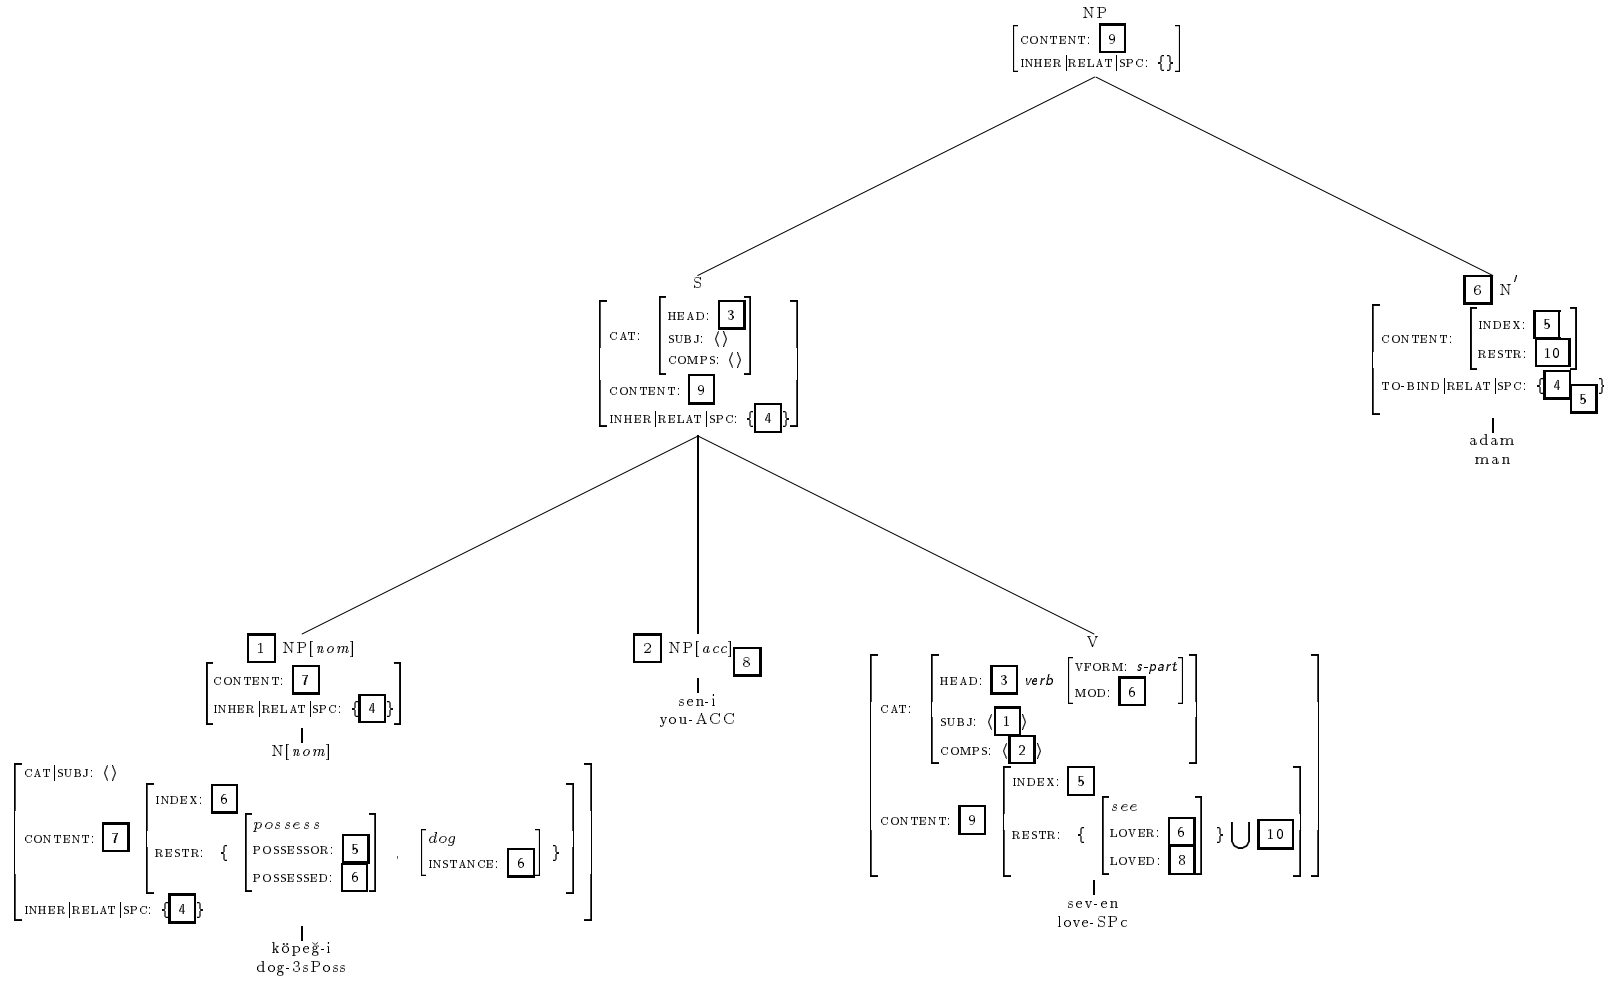 NP
CONTENT: 9
INHER|RELAT|SPC: {}
S
CAT: HEAD: 3
SUBJ: ⟨⟩
COMPS: ⟨⟩
CONTENT: 9
INHER|RELAT|SPC: {4}
6 N′
CONTENT: INDEX: 5
RESTR: 10
TO-BIND|RELAT|SPC: {4 5}
adam
man
1 NP[nom]
CONTENT: 7
INHER|RELAT|SPC: {4}
N[nom]
CAT|SUBJ: ⟨⟩
CONTENT: 7 INDEX: 6
RESTR: { possess
POSSESSOR: 5
POSSESSED: 6
, dog
INSTANCE: 6 }
INHER|RELAT|SPC: {4}
köpeğ-i
dog-3sPoss
2 NP[acc] 8
sen-i
you-ACC
V
CAT: HEAD: 3 verb VFORM: s-part
MOD: 6
SUBJ: ⟨1⟩
COMPS: ⟨2⟩
CONTENT: 9 INDEX: 5
RESTR: { see
LOVER: 6
LOVED: 8 } ⋃ 10
sev-en
love-SPc